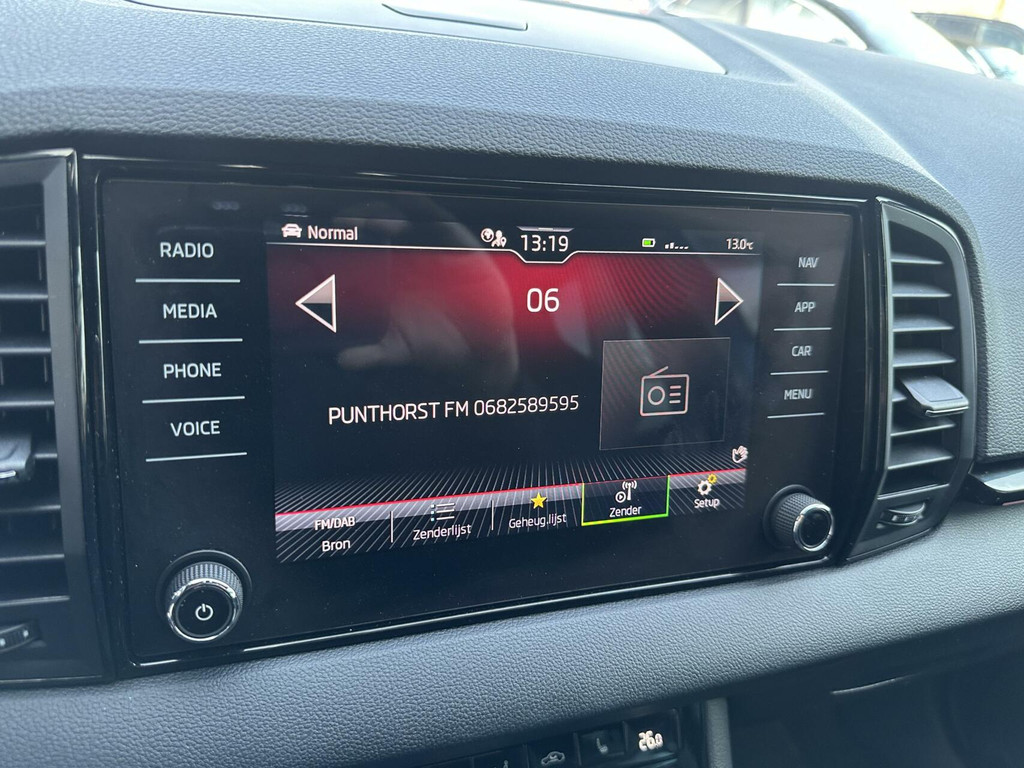 RADIO
MEDIA
PHONE
VOICE
Normal
13:19
13.0°C
06
PUNTHORST FM 0682589595
FM/DAB
Bron
Zenderlijst
Geheug.lijst
Zender
Setup
NAV
APP
CAR
MENU
26.0